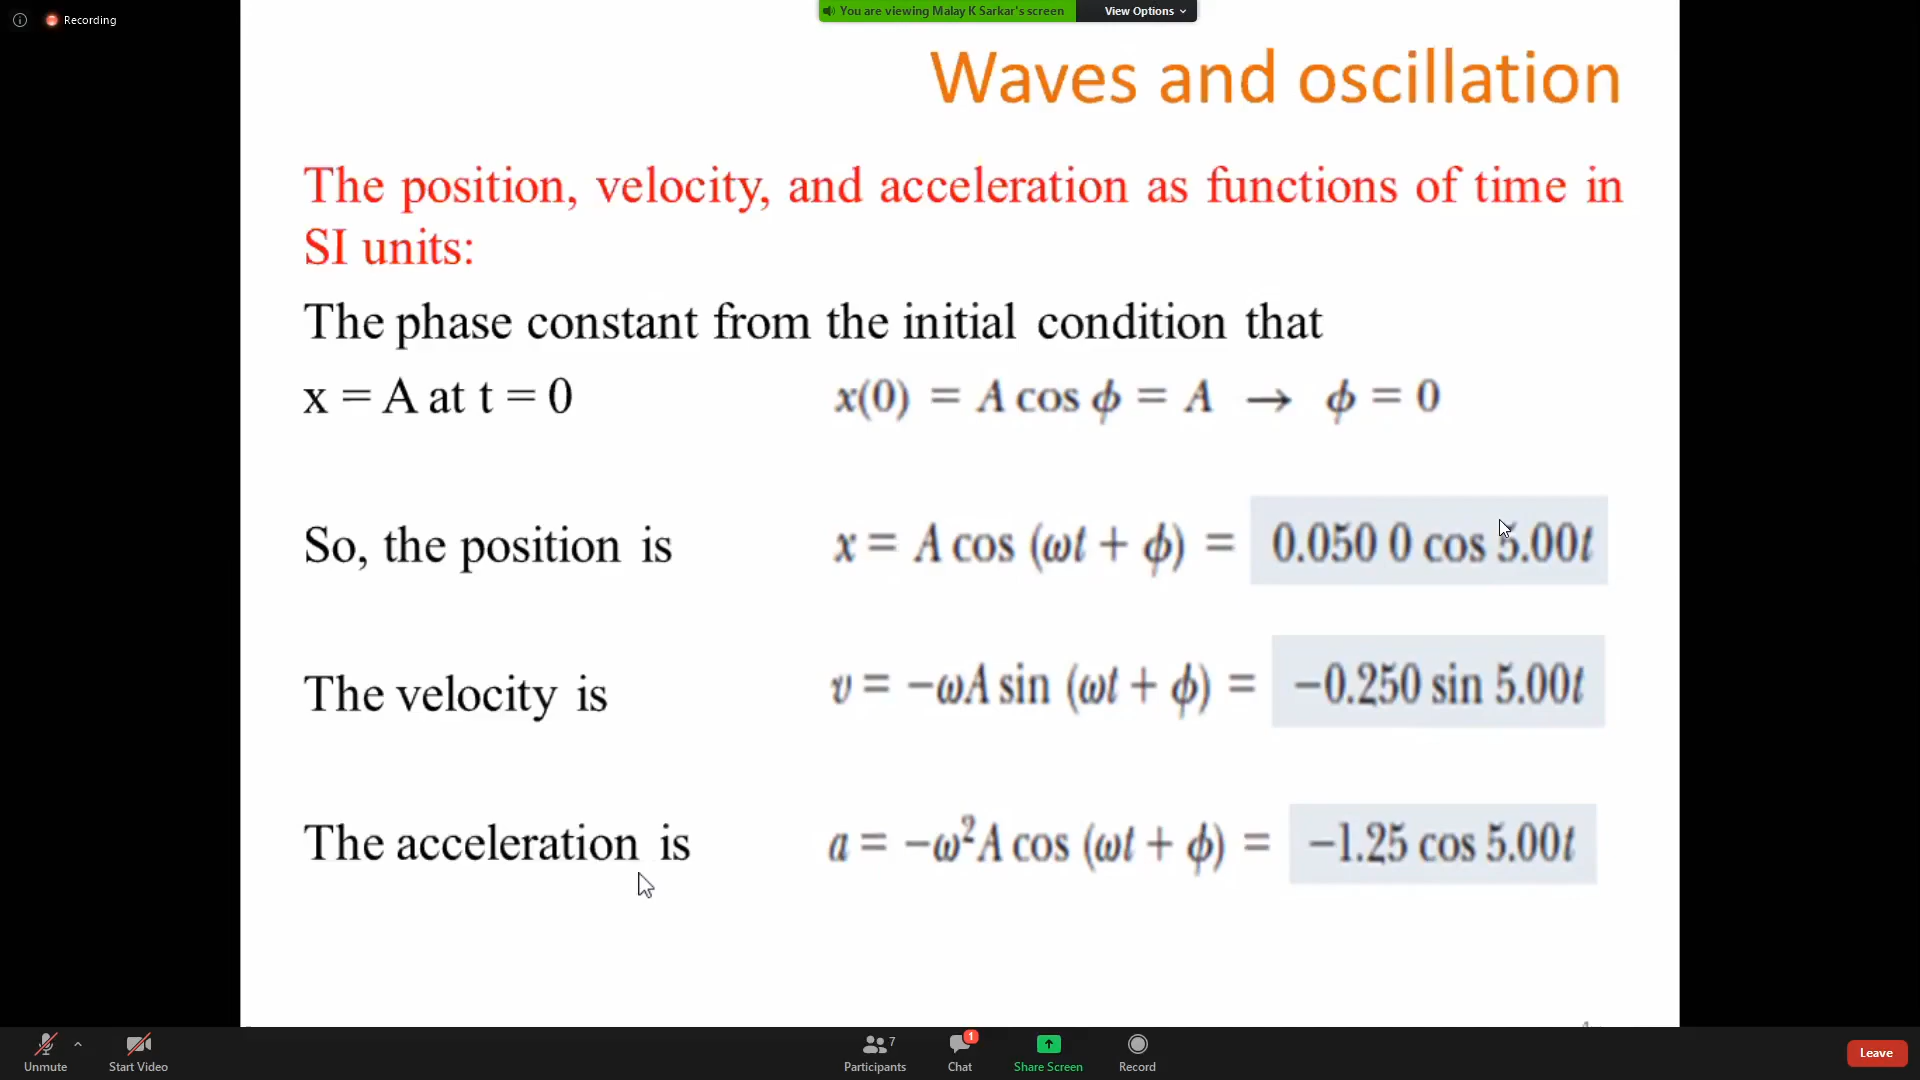 Recording
You are viewing Malay K Sarkar's screen View Options
Waves and oscillation
The position, velocity, and acceleration as functions of time in
SI units:
The phase constant from the initial condition that
x = A at t = 0 x(0) = A cos ϕ = A → ϕ = 0
So, the position is x = A cos (ωt + ϕ) = 0.050 0 cos 5.00t
The velocity is v = −ωA sin (ωt + ϕ) = −0.250 sin 5.00t
The acceleration is a = −ω²A cos (ωt + ϕ) = −1.25 cos 5.00t
Unmute Start Video 7 Participants 1 Chat Share Screen Record Leave